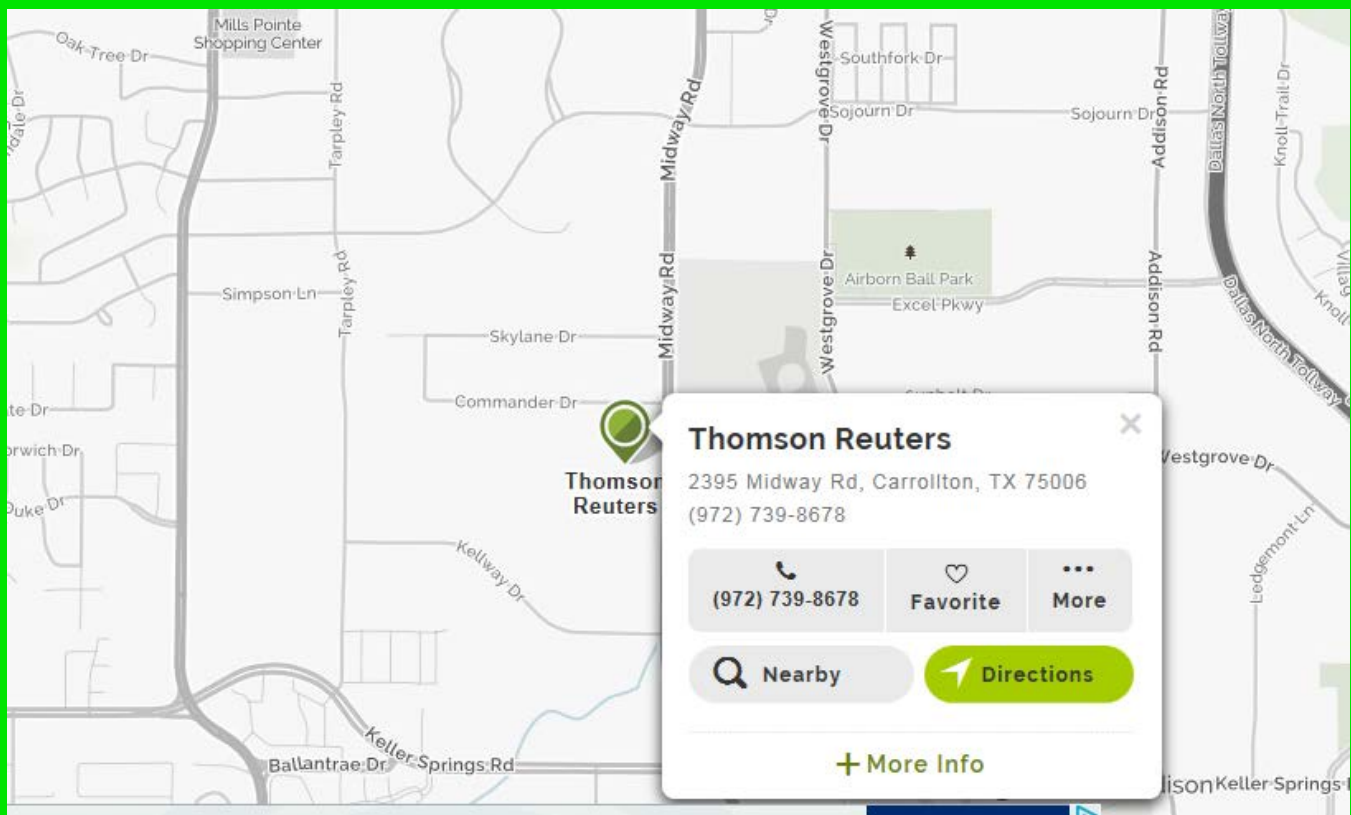 Mills Pointe
Shopping Center
Oak Tree Dr
Tarpley Rd
Midway Rd
Westgrove Dr
Southfork Dr
Sojourn Dr
Sojourn Dr
Addison Rd
Dallas North Tollway
Dallas North Tollway
Knoll Trail Dr
Airborn Ball Park
Excel Pkwy
Simpson Ln
Tarpley Rd
Midway Rd
Westgrove Dr
Addison Rd
Dallas North Tollway
Skylane Dr
Commander Dr
Thomson
Reuters
Thomson Reuters
2395 Midway Rd, Carrollton, TX 75006
(972) 739-8678
(972) 739-8678
Favorite
More
Nearby
Directions
+More Info
Westgrove Dr
Duke Dr
Kellway Dr
Ledgemont Ln
Keller Springs Rd
Ballantrae Dr
Keller Springs